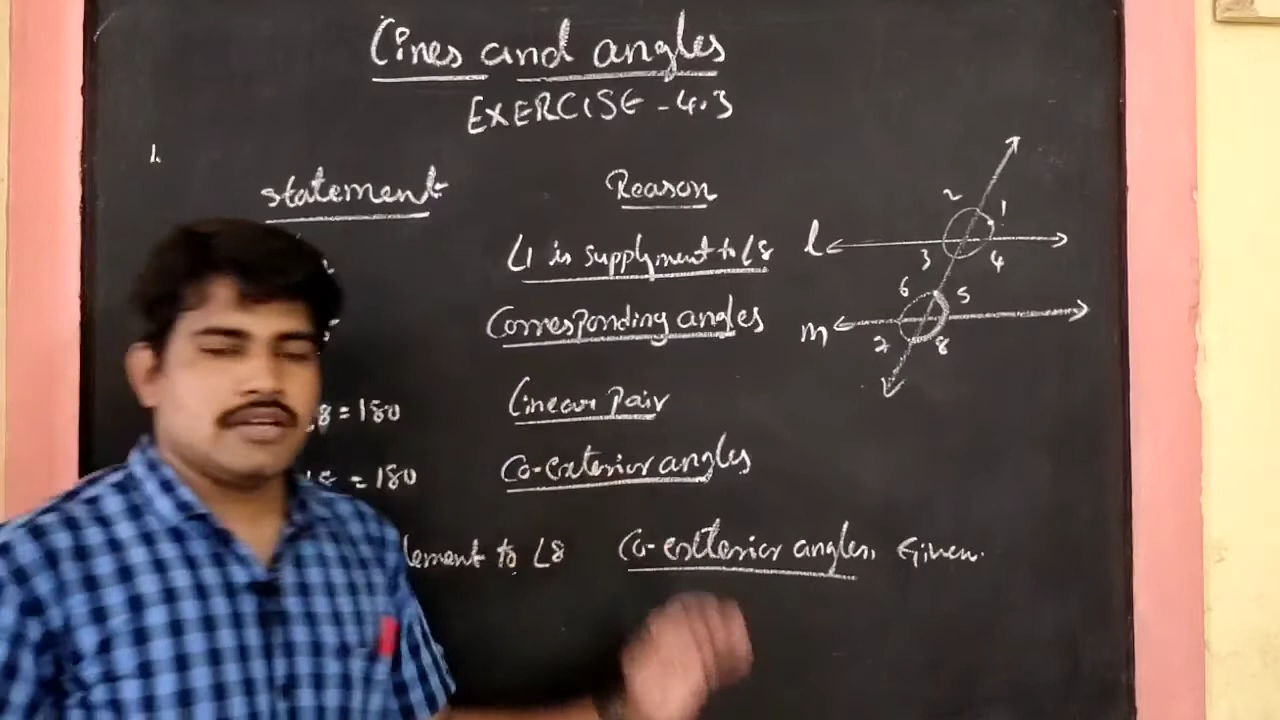 Lines and angles
EXERCISE - 4.3
1.
statement Reason
∠1 is supplyment to ∠8
Corresponding angles
∠8 = 180 Linear Pair
= 180 Co-exterior angles
lement to ∠8 Co-exterior angles, Given.
2 1
l
3 4
6 5
m
7 8